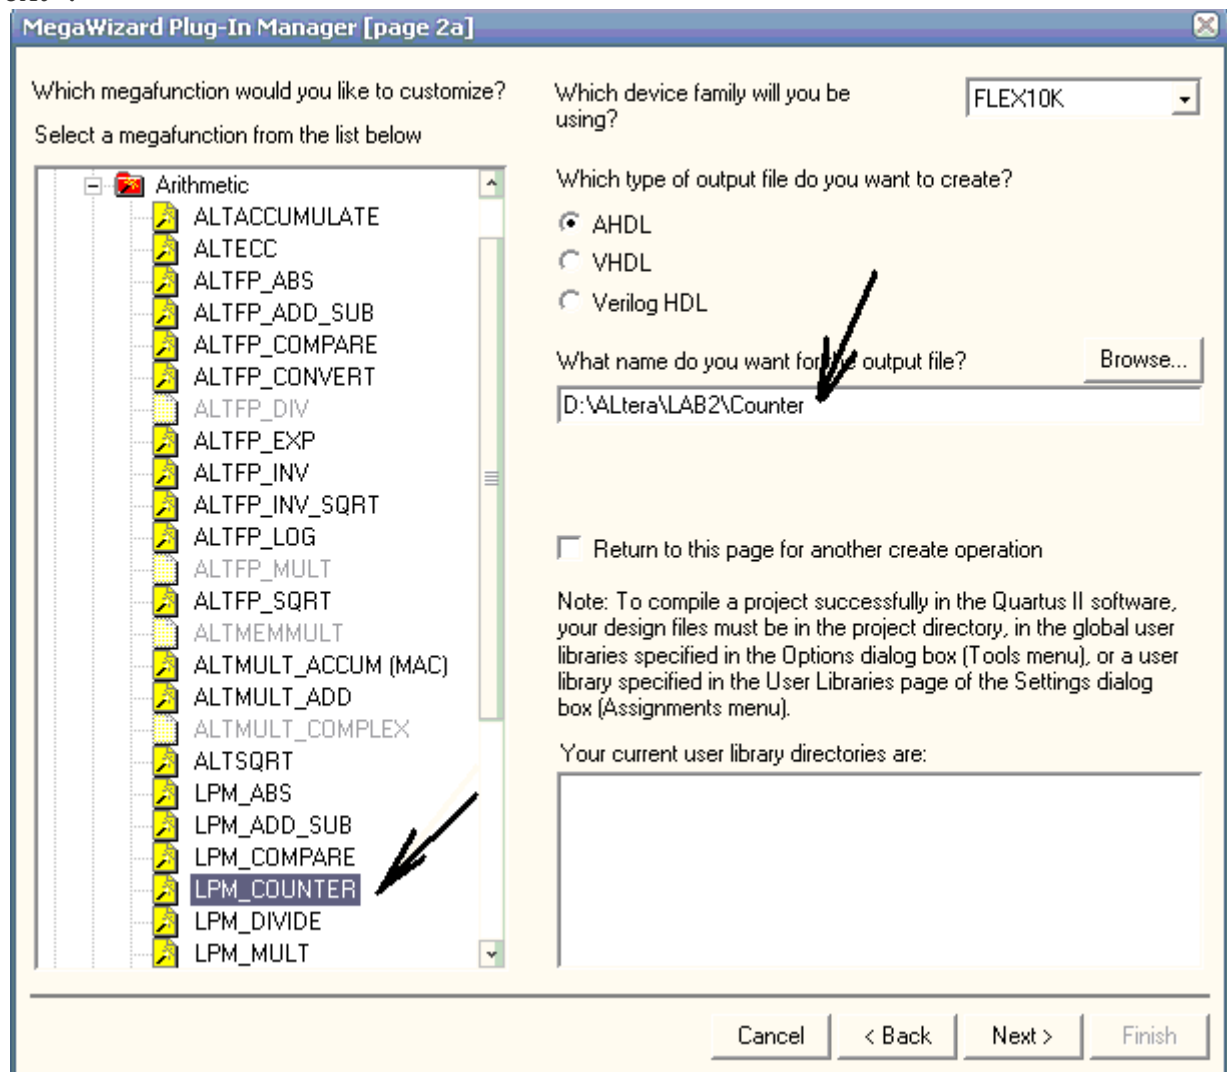 MegaWizard Plug-In Manager [page 2a]
Which megafunction would you like to customize?
Select a megafunction from the list below
Arithmetic
ALTACCUMULATE
ALTECC
ALTFP_ABS
ALTFP_ADD_SUB
ALTFP_COMPARE
ALTFP_CONVERT
ALTFP_DIV
ALTFP_EXP
ALTFP_INV
ALTFP_INV_SQRT
ALTFP_LOG
ALTFP_MULT
ALTFP_SQRT
ALTMEMMULT
ALTMULT_ACCUM (MAC)
ALTMULT_ADD
ALTMULT_COMPLEX
ALTSQRT
LPM_ABS
LPM_ADD_SUB
LPM_COMPARE
LPM_COUNTER
LPM_DIVIDE
LPM_MULT
Which device family will you be
using?
FLEX10K
Which type of output file do you want to create?
AHDL
VHDL
Verilog HDL
What name do you want for the output file?
Browse...
D:\ALtera\LAB2\Counter
Return to this page for another create operation
Note: To compile a project successfully in the Quartus II software,
your design files must be in the project directory, in the global user
libraries specified in the Options dialog box (Tools menu), or a user
library specified in the User Libraries page of the Settings dialog
box (Assignments menu).
Your current user library directories are:
Cancel
< Back
Next >
Finish